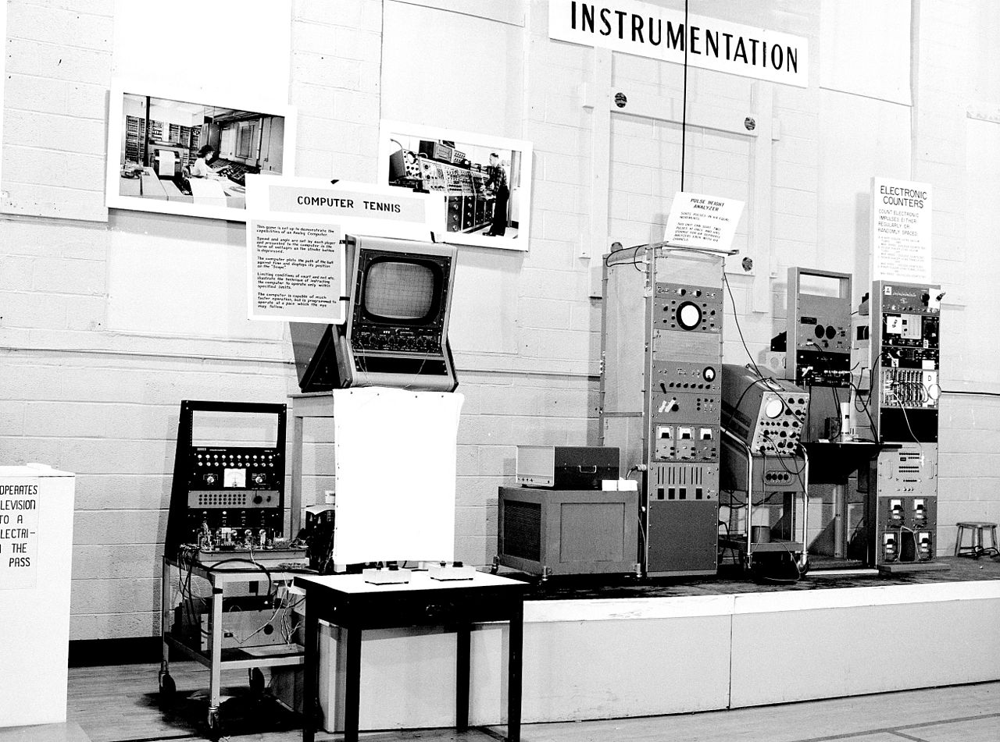 INSTRUMENTATION
COMPUTER TENNIS
This game is set up to demonstrate the
capabilities of an Analog Computer.
Speed and angle are set by each player
and presented to the computer in the
form of voltages as the stroke button
is depressed.
The computer plots the path of the ball
against time and displays its position
on the "Scope".
Limiting conditions of court and net etc.
illustrate the technique of instructing
the computer to operate only within
specified limits.
The computer is capable of much
faster operation, but is programmed to
operate at a pace which the eye
may follow.
PULSE HEIGHT
ANALYZER
ELECTRONIC
COUNTERS
COUNT ELECTRONIC
IMPULSES EITHER
REGULARLY OR
RANDOMLY SPACED.
OPERATES
LEVISION
TO A
LECTRI-
THE
PASS